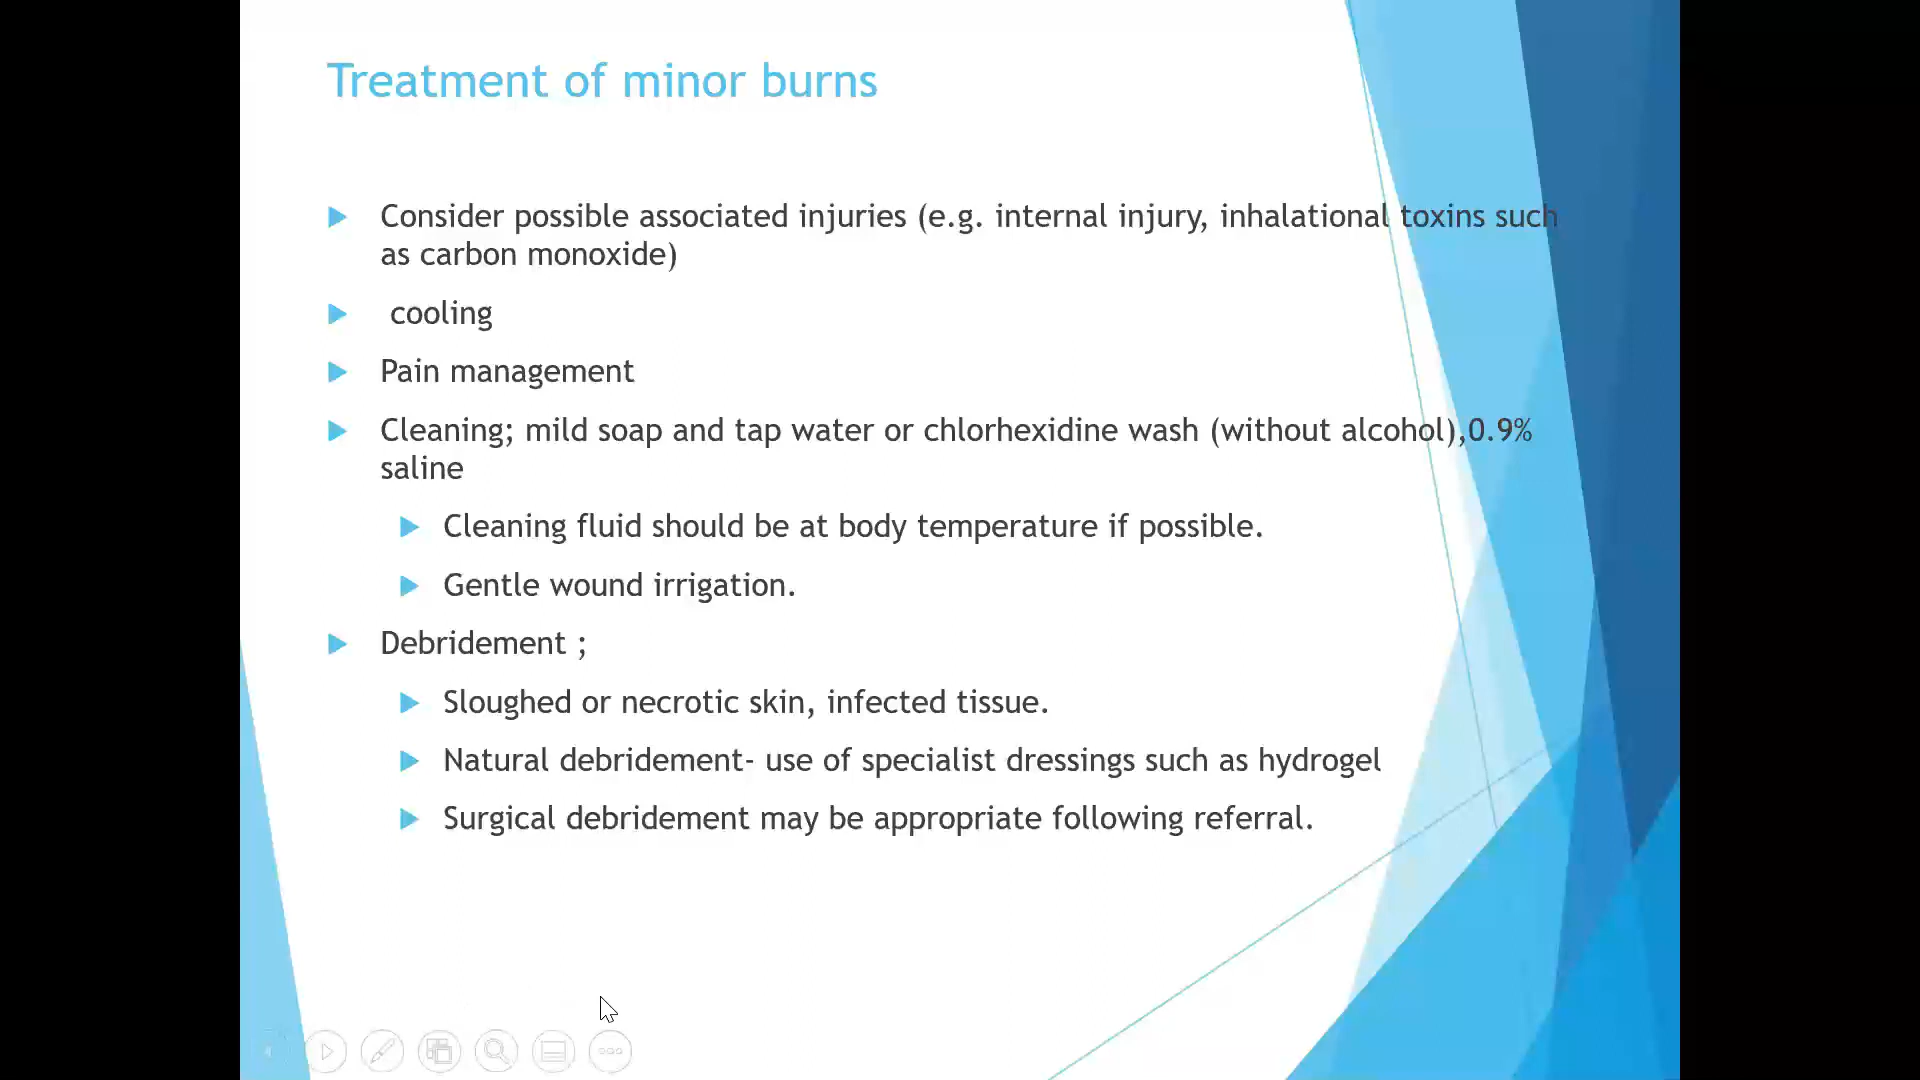 Treatment of minor burns
Consider possible associated injuries (e.g. internal injury, inhalational toxins such
as carbon monoxide)
cooling
Pain management
Cleaning; mild soap and tap water or chlorhexidine wash (without alcohol),0.9%
saline
Cleaning fluid should be at body temperature if possible.
Gentle wound irrigation.
Debridement ;
Sloughed or necrotic skin, infected tissue.
Natural debridement- use of specialist dressings such as hydrogel
Surgical debridement may be appropriate following referral.